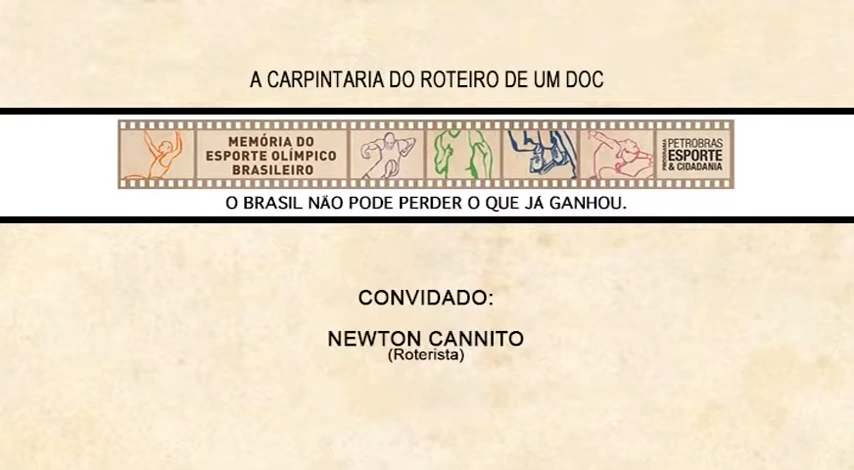 A CARPINTARIA DO ROTEIRO DE UM DOC
MEMÓRIA DO
ESPORTE OLÍMPICO
BRASILEIRO
PROGRAMA
PETROBRAS
ESPORTE
& CIDADANIA
O BRASIL NÃO PODE PERDER O QUE JÁ GANHOU.
CONVIDADO:
NEWTON CANNITO
(Roterista)